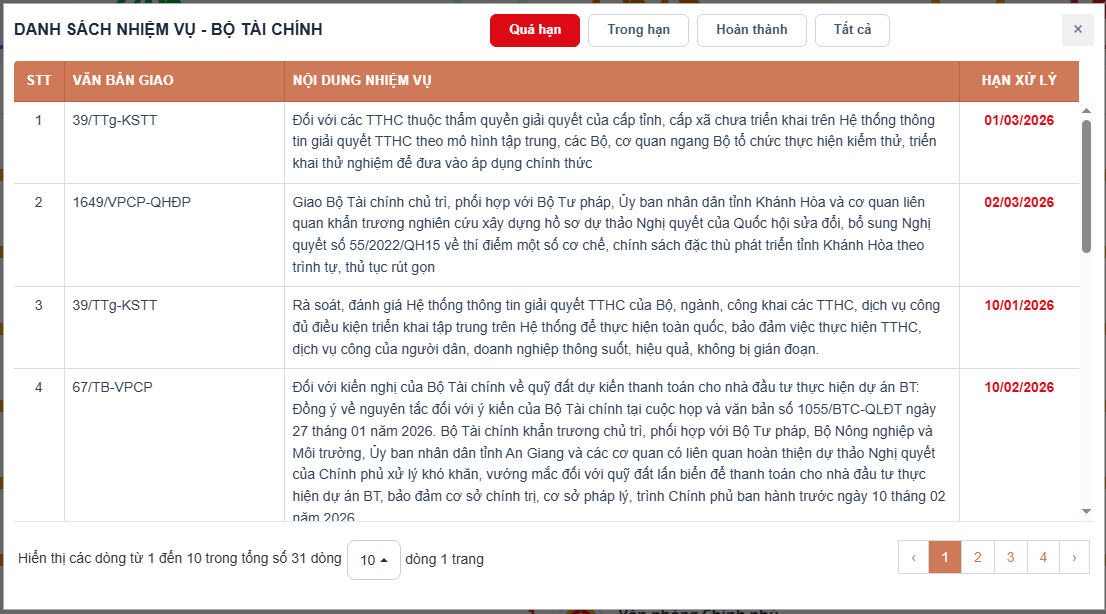 DANH SÁCH NHIỆM VỤ - BỘ TÀI CHÍNH
Quá hạn
Trong hạn
Hoàn thành
Tất cả
×
STT VĂN BẢN GIAO NỘI DUNG NHIỆM VỤ HẠN XỬ LÝ
1 39/TTg-KSTT Đối với các TTHC thuộc thẩm quyền giải quyết của cấp tỉnh, cấp xã chưa triển khai trên Hệ thống thông 01/03/2026
tin giải quyết TTHC theo mô hình tập trung, các Bộ, cơ quan ngang Bộ tổ chức thực hiện kiểm thử, triển
khai thử nghiệm để đưa vào áp dụng chính thức
2 1649/VPCP-QHĐP Giao Bộ Tài chính chủ trì, phối hợp với Bộ Tư pháp, Ủy ban nhân dân tỉnh Khánh Hòa và cơ quan liên 02/03/2026
quan khẩn trương nghiên cứu xây dựng hồ sơ dự thảo Nghị quyết của Quốc hội sửa đổi, bổ sung Nghị
quyết số 55/2022/QH15 về thí điểm một số cơ chế, chính sách đặc thù phát triển tỉnh Khánh Hòa theo
trình tự, thủ tục rút gọn
3 39/TTg-KSTT Rà soát, đánh giá Hệ thống thông tin giải quyết TTHC của Bộ, ngành, công khai các TTHC, dịch vụ công 10/01/2026
đủ điều kiện triển khai tập trung trên Hệ thống để thực hiện toàn quốc, bảo đảm việc thực hiện TTHC,
dịch vụ công của người dân, doanh nghiệp thông suốt, hiệu quả, không bị gián đoạn.
4 67/TB-VPCP Đối với kiến nghị của Bộ Tài chính về quỹ đất dự kiến thanh toán cho nhà đầu tư thực hiện dự án BT: 10/02/2026
Đồng ý về nguyên tắc đối với ý kiến của Bộ Tài chính tại cuộc họp và văn bản số 1055/BTC-QLĐT ngày
27 tháng 01 năm 2026. Bộ Tài chính khẩn trương chủ trì, phối hợp với Bộ Tư pháp, Bộ Nông nghiệp và
Môi trường, Ủy ban nhân dân tỉnh An Giang và các cơ quan có liên quan hoàn thiện dự thảo Nghị quyết
của Chính phủ xử lý khó khăn, vướng mắc đối với quỹ đất lấn biển để thanh toán cho nhà đầu tư thực
hiện dự án BT, bảo đảm cơ sở chính trị, cơ sở pháp lý, trình Chính phủ ban hành trước ngày 10 tháng 02
năm 2026
Hiển thị các dòng từ 1 đến 10 trong tổng số 31 dòng 10 dòng 1 trang
‹ 1 2 3 4 ›
Văn phòng Chính phủ